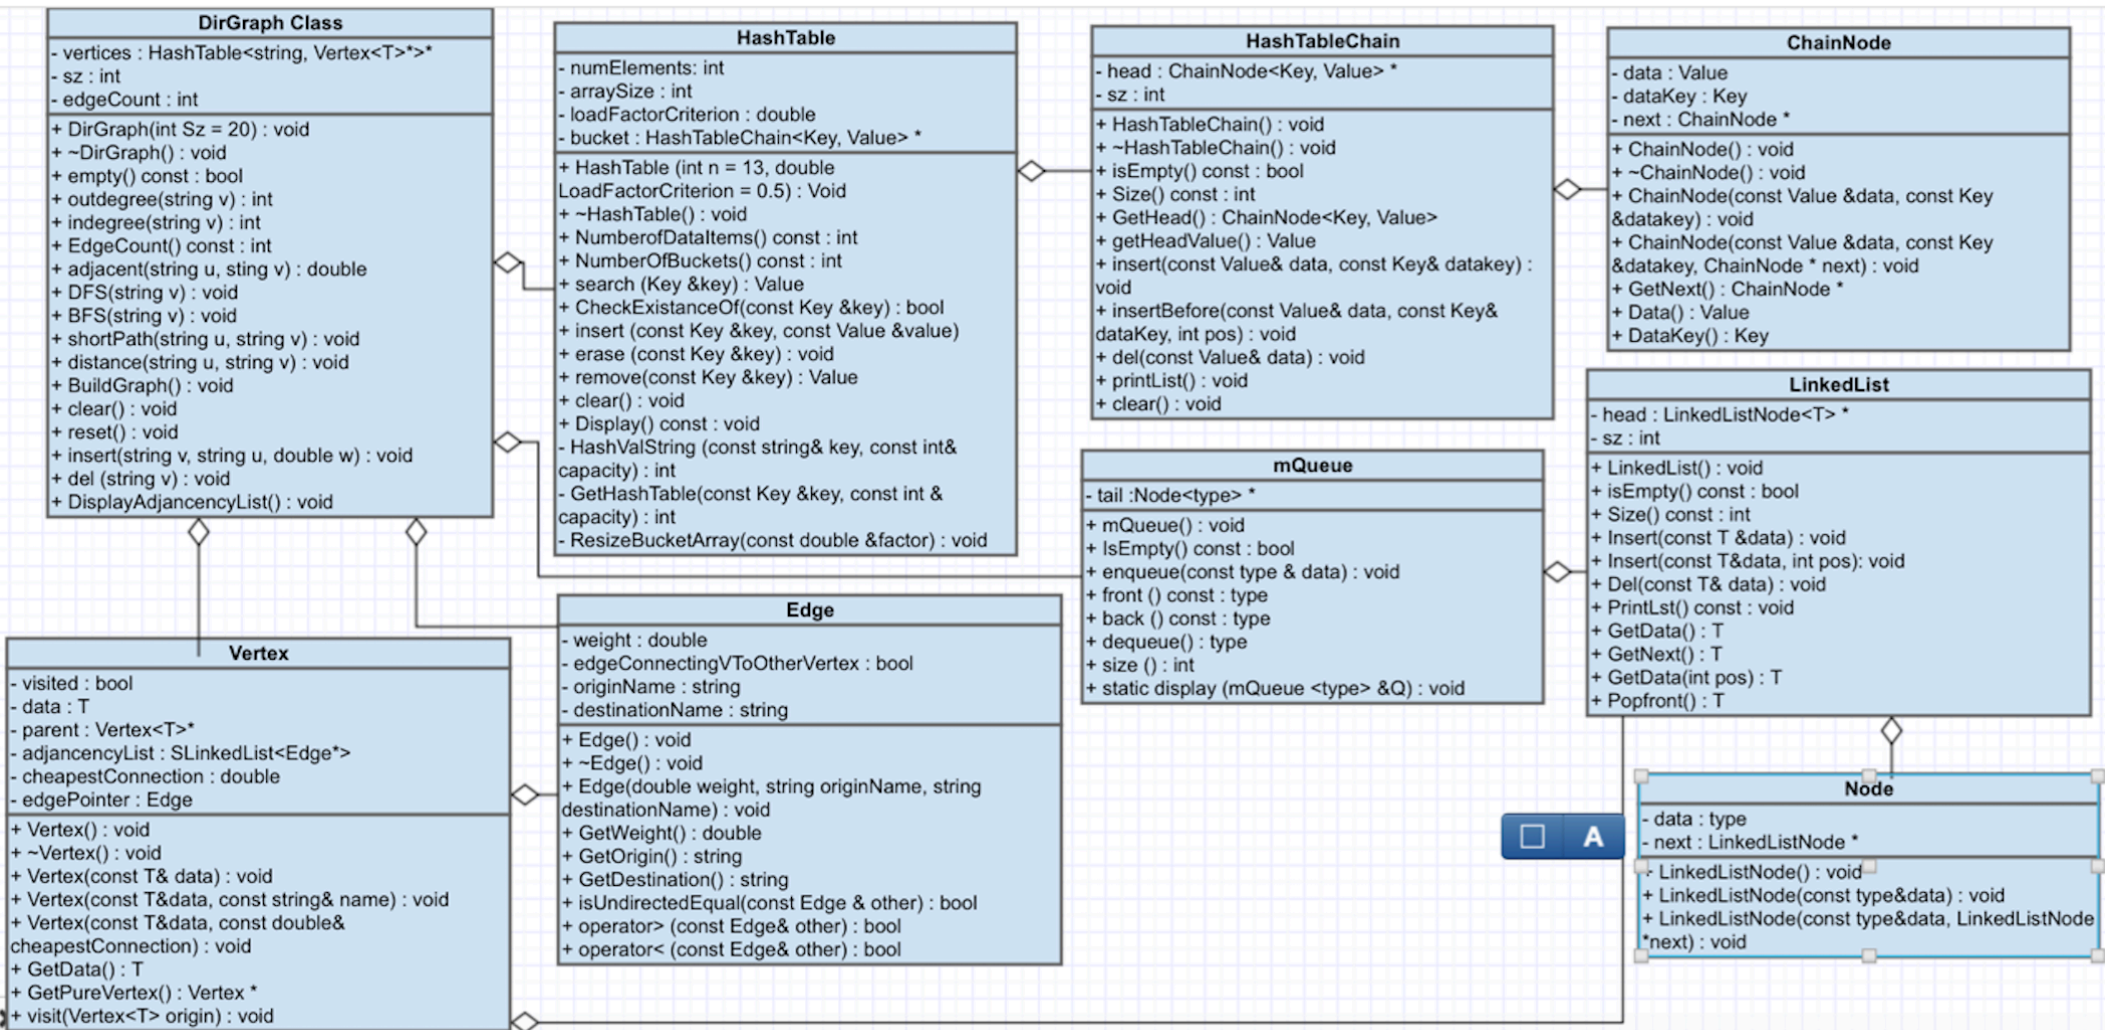 DirGraph Class
- vertices : HashTable<string, Vertex<T>*>*
- sz : int
- edgeCount : int
+ DirGraph(int Sz = 20) : void
+ ~DirGraph() : void
+ empty() const : bool
+ outdegree(string v) : int
+ indegree(string v) : int
+ EdgeCount() const : int
+ adjacent(string u, sting v) : double
+ DFS(string v) : void
+ BFS(string v) : void
+ shortPath(string u, string v) : void
+ distance(string u, string v) : void
+ BuildGraph() : void
+ clear() : void
+ reset() : void
+ insert(string v, string u, double w) : void
+ del (string v) : void
+ DisplayAdjancencyList() : void
HashTable
- numElements: int
- arraySize : int
- loadFactorCriterion : double
- bucket : HashTableChain<Key, Value> *
+ HashTable (int n = 13, double
LoadFactorCriterion = 0.5) : Void
+ ~HashTable() : void
+ NumberofDataItems() const : int
+ NumberOfBuckets() const : int
+ search (Key &key) : Value
+ CheckExistanceOf(const Key &key) : bool
+ insert (const Key &key, const Value &value)
+ erase (const Key &key) : void
+ remove(const Key &key) : Value
+ clear() : void
+ Display() const : void
- HashValString (const string& key, const int&
capacity) : int
- GetHashTable(const Key &key, const int &
capacity) : int
- ResizeBucketArray(const double &factor) : void
HashTableChain
- head : ChainNode<Key, Value> *
- sz : int
+ HashTableChain() : void
+ ~HashTableChain() : void
+ isEmpty() const : bool
+ Size() const : int
+ GetHead() : ChainNode<Key, Value>
+ getHeadValue() : Value
+ insert(const Value& data, const Key& datakey) :
void
+ insertBefore(const Value& data, const Key&
dataKey, int pos) : void
+ del(const Value& data) : void
+ printList() : void
+ clear() : void
ChainNode
- data : Value
- dataKey : Key
- next : ChainNode *
+ ChainNode() : void
+ ~ChainNode() : void
+ ChainNode(const Value &data, const Key
&datakey) : void
+ ChainNode(const Value &data, const Key
&datakey, ChainNode * next) : void
+ GetNext() : ChainNode *
+ Data() : Value
+ DataKey() : Key
LinkedList
- head : LinkedListNode<T> *
- sz : int
+ LinkedList() : void
+ isEmpty() const : bool
+ Size() const : int
+ Insert(const T &data) : void
+ Insert(const T&data, int pos): void
+ Del(const T& data) : void
+ PrintLst() const : void
+ GetData() : T
+ GetNext() : T
+ GetData(int pos) : T
+ Popfront() : T
mQueue
- tail :Node<type> *
+ mQueue() : void
+ IsEmpty() const : bool
+ enqueue(const type & data) : void
+ front () const : type
+ back () const : type
+ dequeue() : type
+ size () : int
+ static display (mQueue <type> &Q) : void
Edge
- weight : double
- edgeConnectingVToOtherVertex : bool
- originName : string
- destinationName : string
+ Edge() : void
+ ~Edge() : void
+ Edge(double weight, string originName, string
destinationName) : void
+ GetWeight() : double
+ GetOrigin() : string
+ GetDestination() : string
+ isUndirectedEqual(const Edge & other) : bool
+ operator> (const Edge& other) : bool
+ operator< (const Edge& other) : bool
Vertex
- visited : bool
- data : T
- parent : Vertex<T>*
- adjancencyList : SLinkedList<Edge*>
- cheapestConnection : double
- edgePointer : Edge
+ Vertex() : void
+ ~Vertex() : void
+ Vertex(const T& data) : void
+ Vertex(const T&data, const string& name) : void
+ Vertex(const T&data, const double&
cheapestConnection) : void
+ GetData() : T
+ GetPureVertex() : Vertex *
+ visit(Vertex<T> origin) : void
A
Node
- data : type
- next : LinkedListNode *
+ LinkedListNode() : void
+ LinkedListNode(const type&data) : void
+ LinkedListNode(const type&data, LinkedListNode
*next) : void